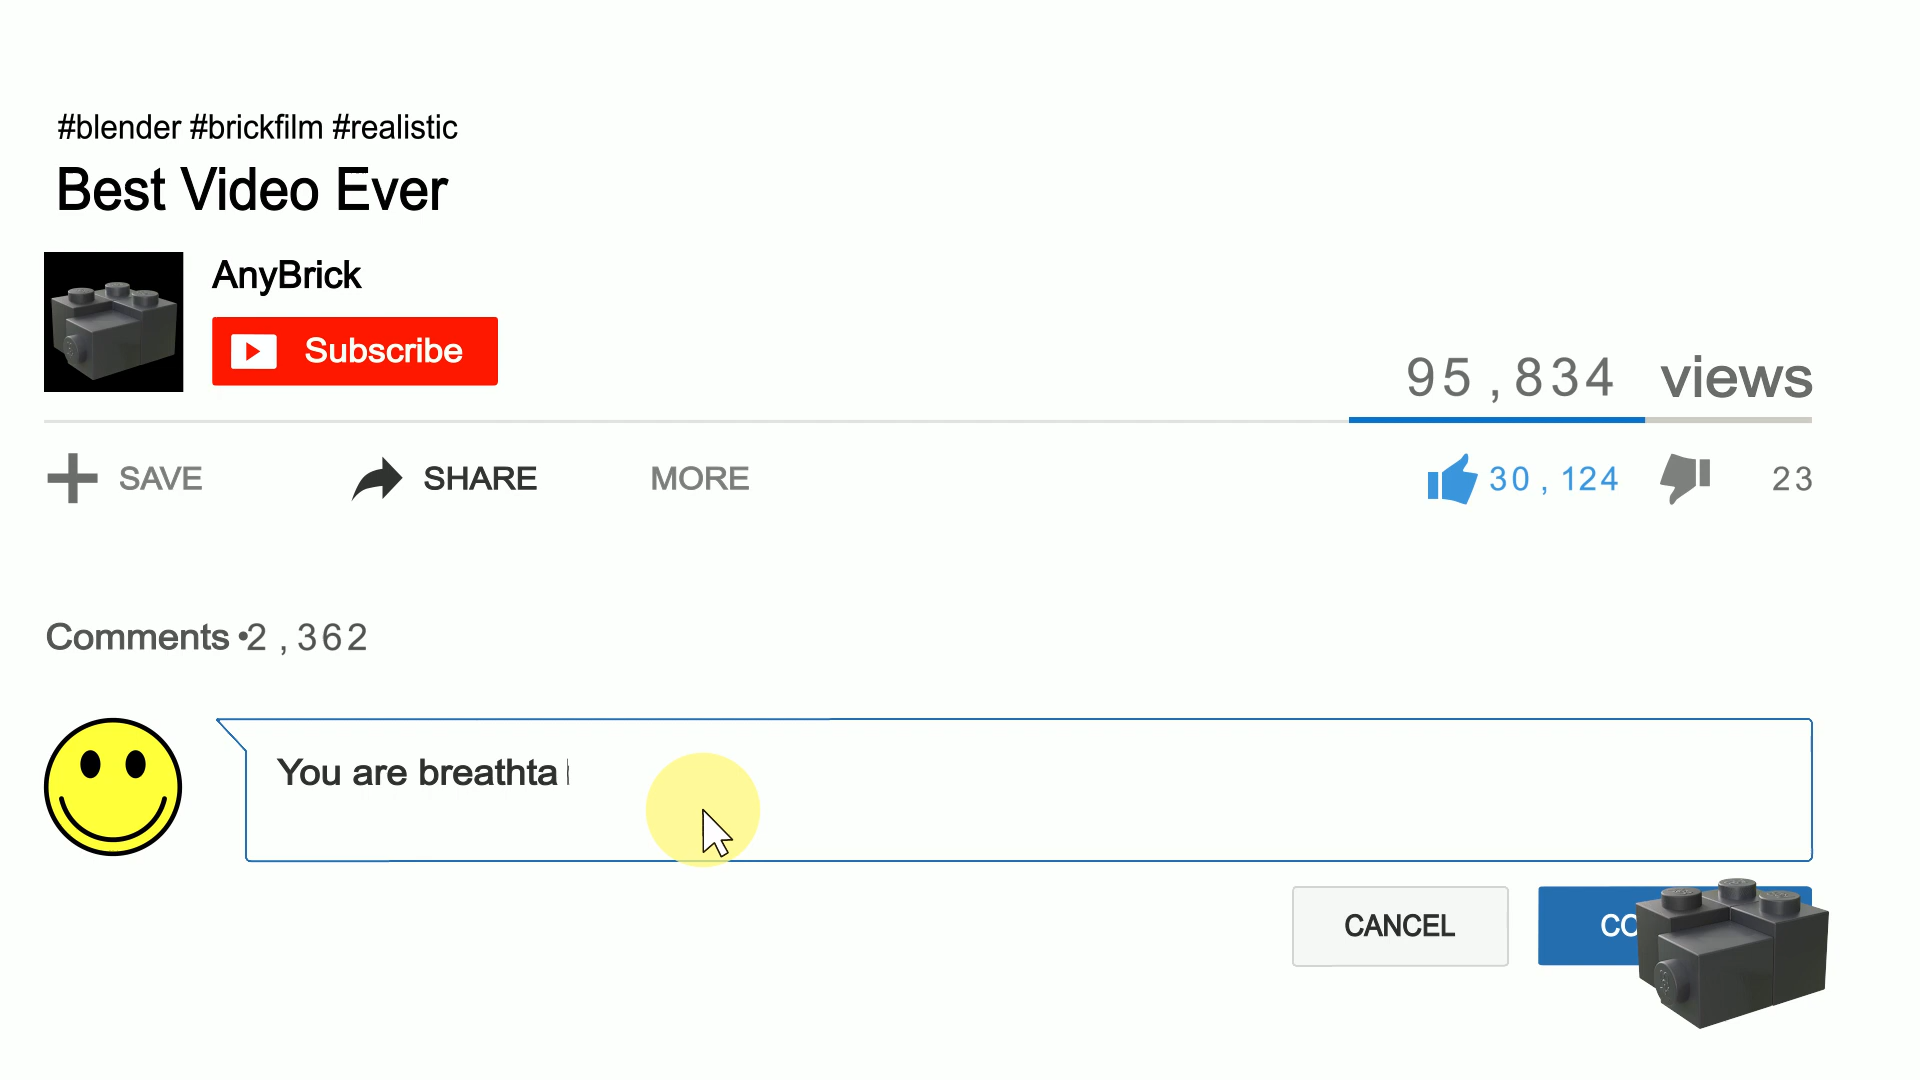 #blender #brickfilm #realistic
Best Video Ever
AnyBrick
Subscribe
95,834 views
SAVE SHARE MORE
30,124 23
Comments •2,362
You are breathta
CANCEL